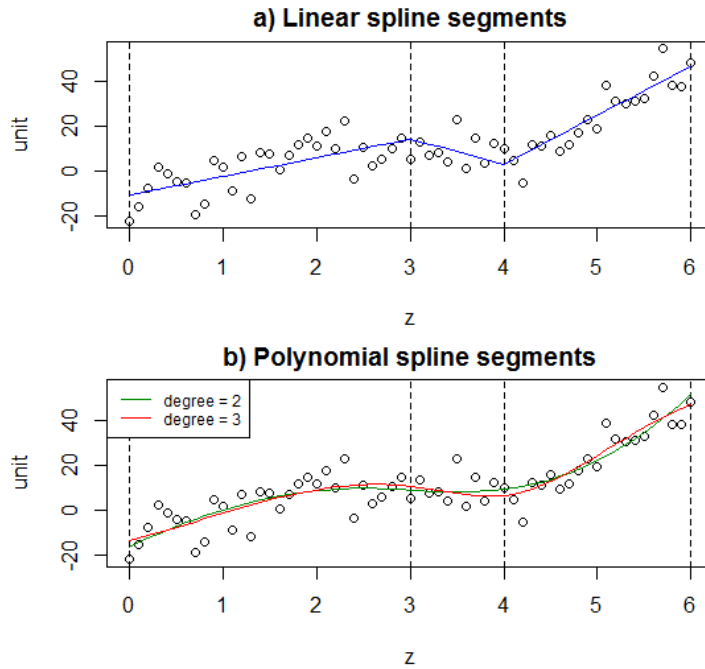 a) Linear spline segments
unit
-20 0 20 40
0 1 2 3 4 5 6
z
b) Polynomial spline segments
degree = 2
degree = 3
unit
-20 0 20 40
0 1 2 3 4 5 6
z